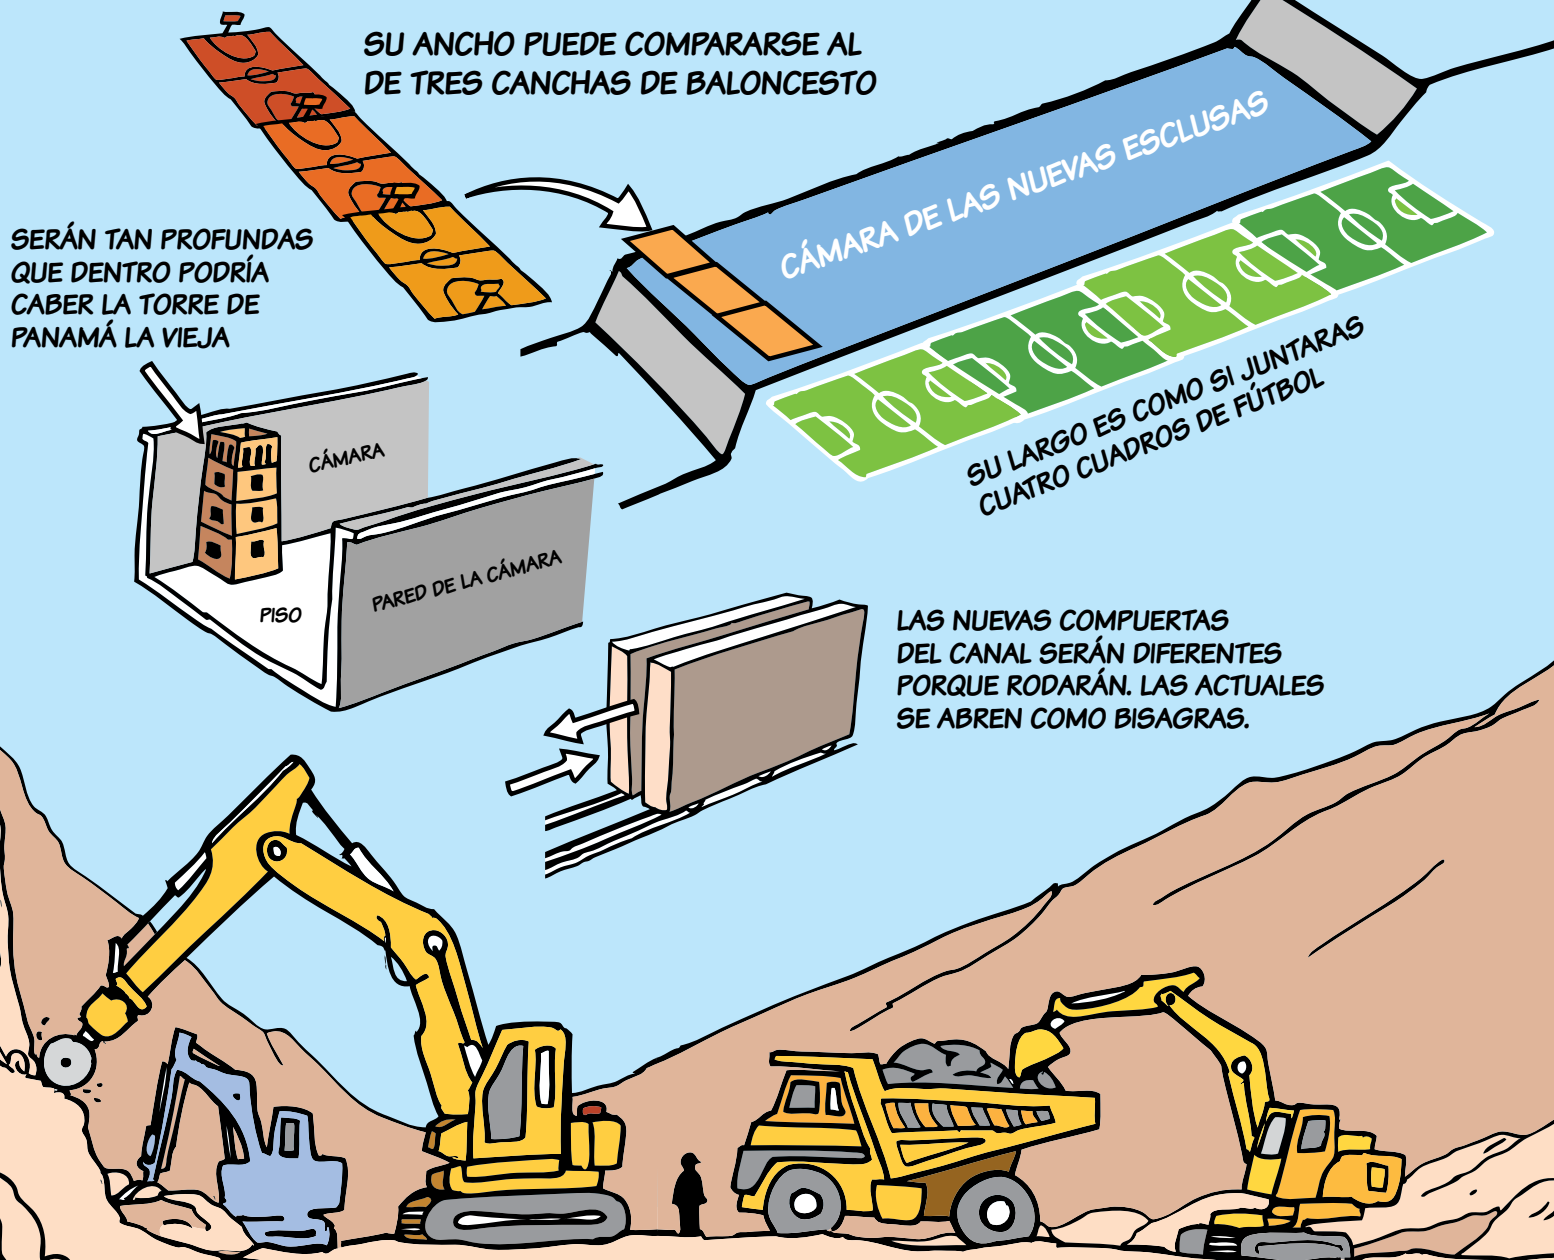 SU ANCHO PUEDE COMPARARSE AL
DE TRES CANCHAS DE BALONCESTO
CÁMARA DE LAS NUEVAS ESCLUSAS
SERÁN TAN PROFUNDAS
QUE DENTRO PODRÍA
CABER LA TORRE DE
PANAMÁ LA VIEJA
SU LARGO ES COMO SI JUNTARAS
CUATRO CUADROS DE FÚTBOL
CÁMARA
PARED DE LA CÁMARA
PISO
LAS NUEVAS COMPUERTAS
DEL CANAL SERÁN DIFERENTES
PORQUE RODARÁN. LAS ACTUALES
SE ABREN COMO BISAGRAS.